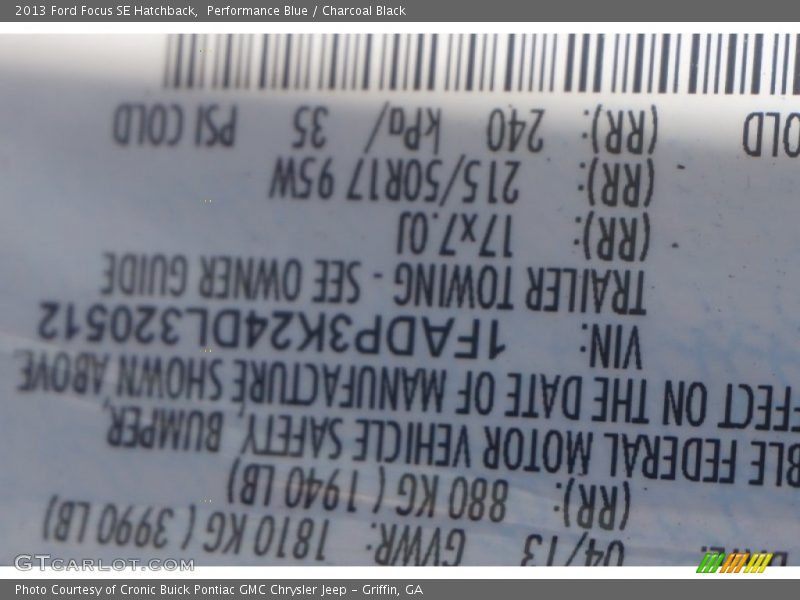 2013 Ford Focus SE Hatchback,  Performance Blue / Charcoal Black
04/13 GVWR: 1810 KG ( 3990 LB)
(RR): 880 KG ( 1940 LB)
BLE FEDERAL MOTOR VEHICLE SAFETY, BUMPER,
FFECT ON THE DATE OF MANUFACTURE SHOWN ABOVE.
VIN: 1FADP3K24DL320512
TRAILER TOWING - SEE OWNER GUIDE
(RR): 17x7.0J
(RR): 215/50R17 95W
OLD (RR): 240 kPa/ 35 PSI COLD
GTcarlot.com
Photo Courtesy of Cronic Buick Pontiac GMC Chrysler Jeep – Griffin, GA